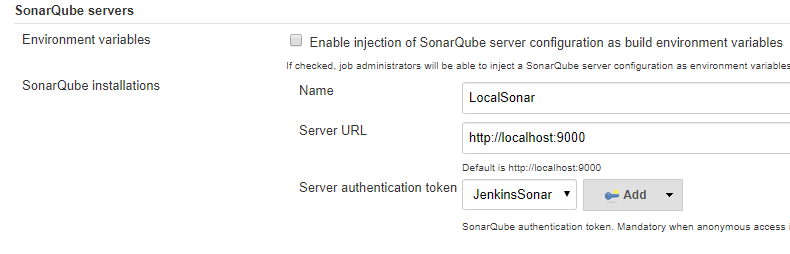 SonarQube servers
Environment variables
Enable injection of SonarQube server configuration as build environment variables
If checked, job administrators will be able to inject a SonarQube server configuration as environment variables
SonarQube installations
Name
LocalSonar
Server URL
http://localhost:9000
Default is http://localhost:9000
Server authentication token
JenkinsSonar
Add
SonarQube authentication token. Mandatory when anonymous access i